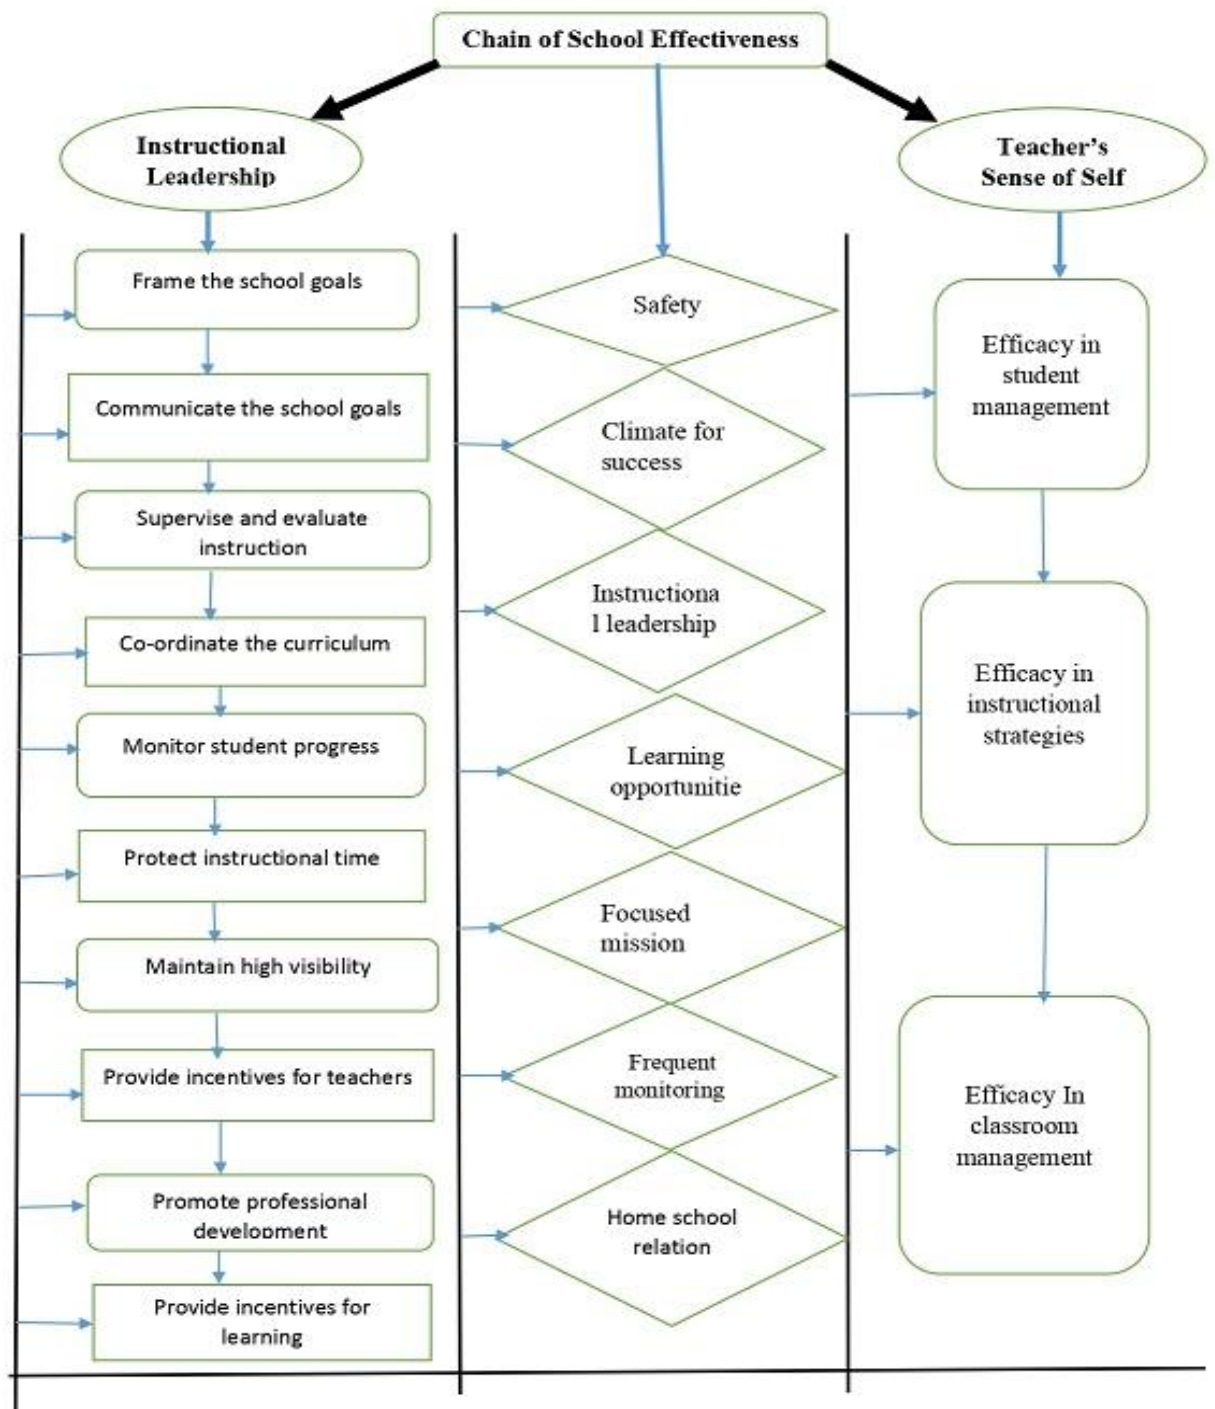 Chain of School Effectiveness
Instructional
Leadership
Teacher's
Sense of Self
Frame the school goals
Communicate the school goals
Supervise and evaluate
instruction
Co-ordinate the curriculum
Monitor student progress
Protect instructional time
Maintain high visibility
Provide incentives for teachers
Promote professional
development
Provide incentives for
learning
Safety
Climate for
success
Instructiona
l leadership
Learning
opportunitie
Focused
mission
Frequent
monitoring
Home school
relation
Efficacy in
student
management
Efficacy in
instructional
strategies
Efficacy In
classroom
management